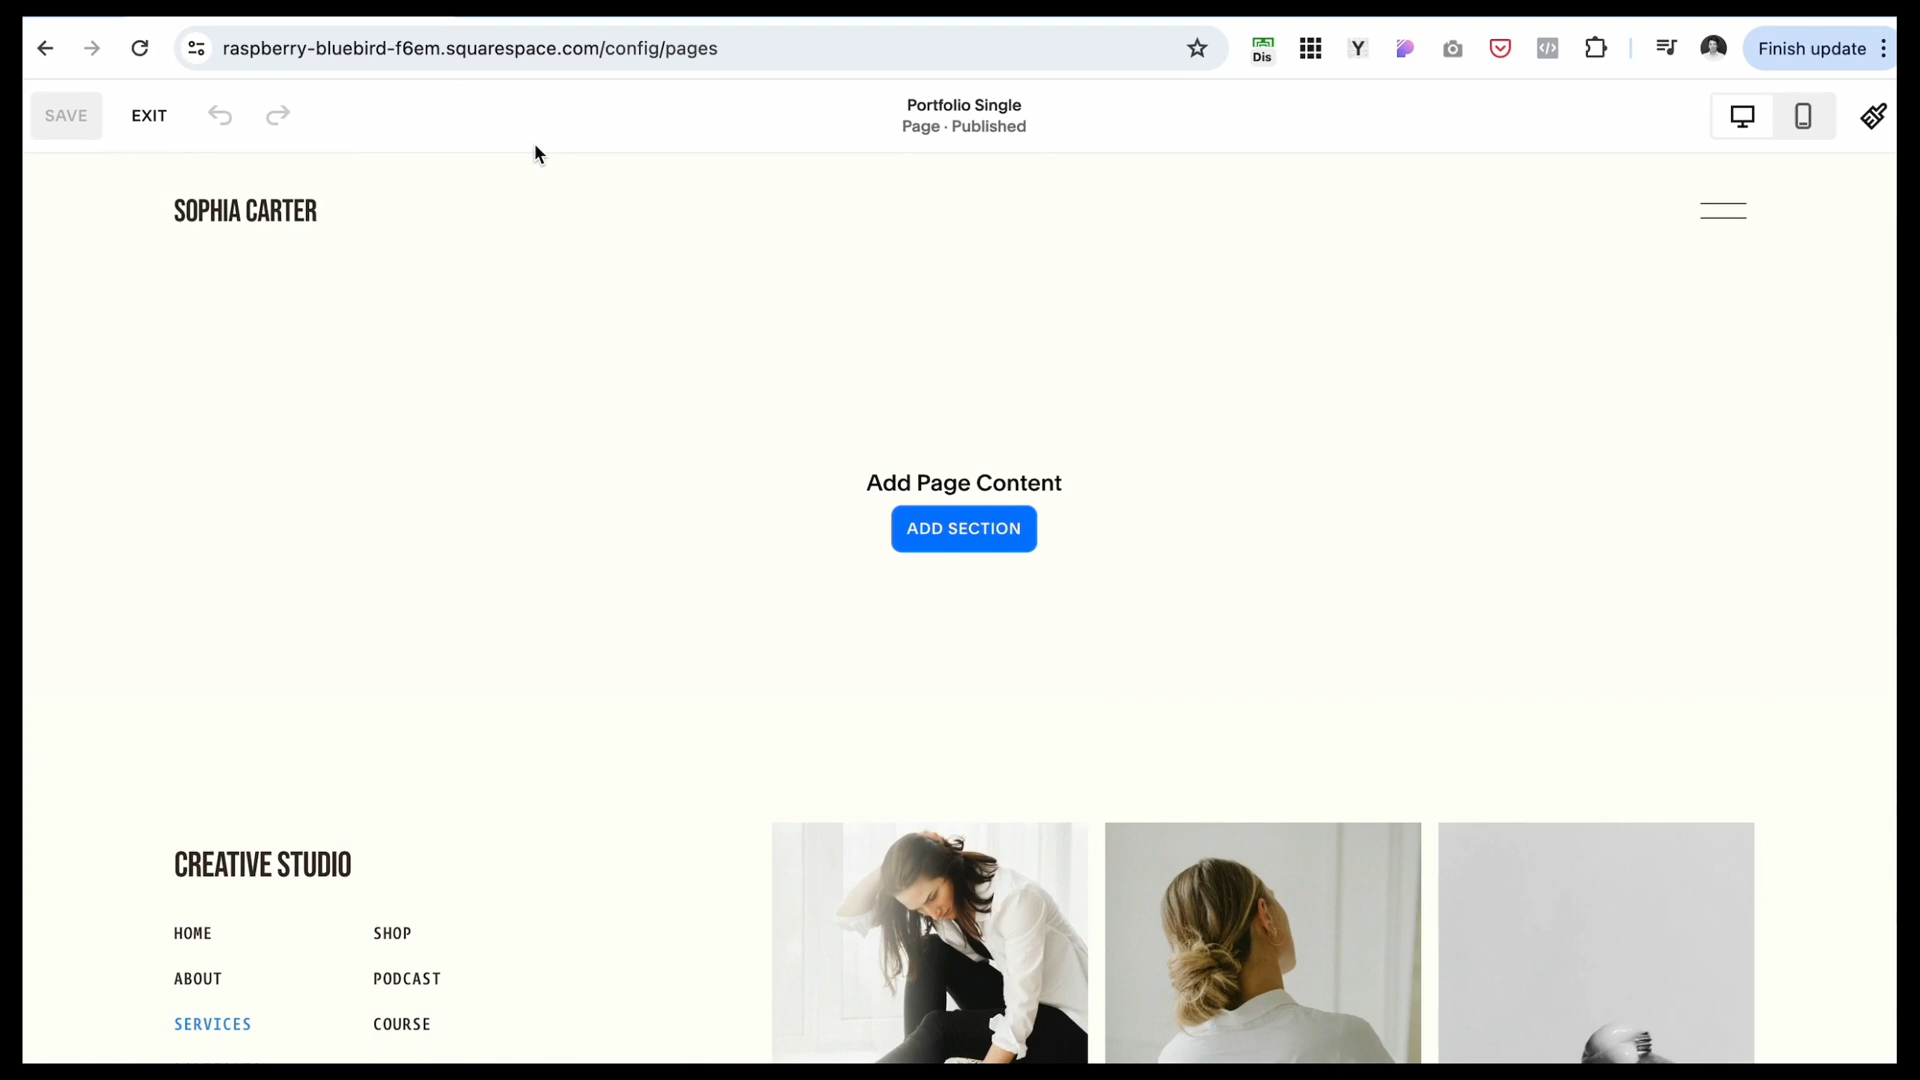 raspberry-bluebird-f6em.squarespace.com/config/pages
Dis
Y
Finish update
SAVE
EXIT
Portfolio Single
Page · Published
SOPHIA CARTER
Add Page Content
ADD SECTION
CREATIVE STUDIO
HOME
SHOP
ABOUT
PODCAST
SERVICES
COURSE